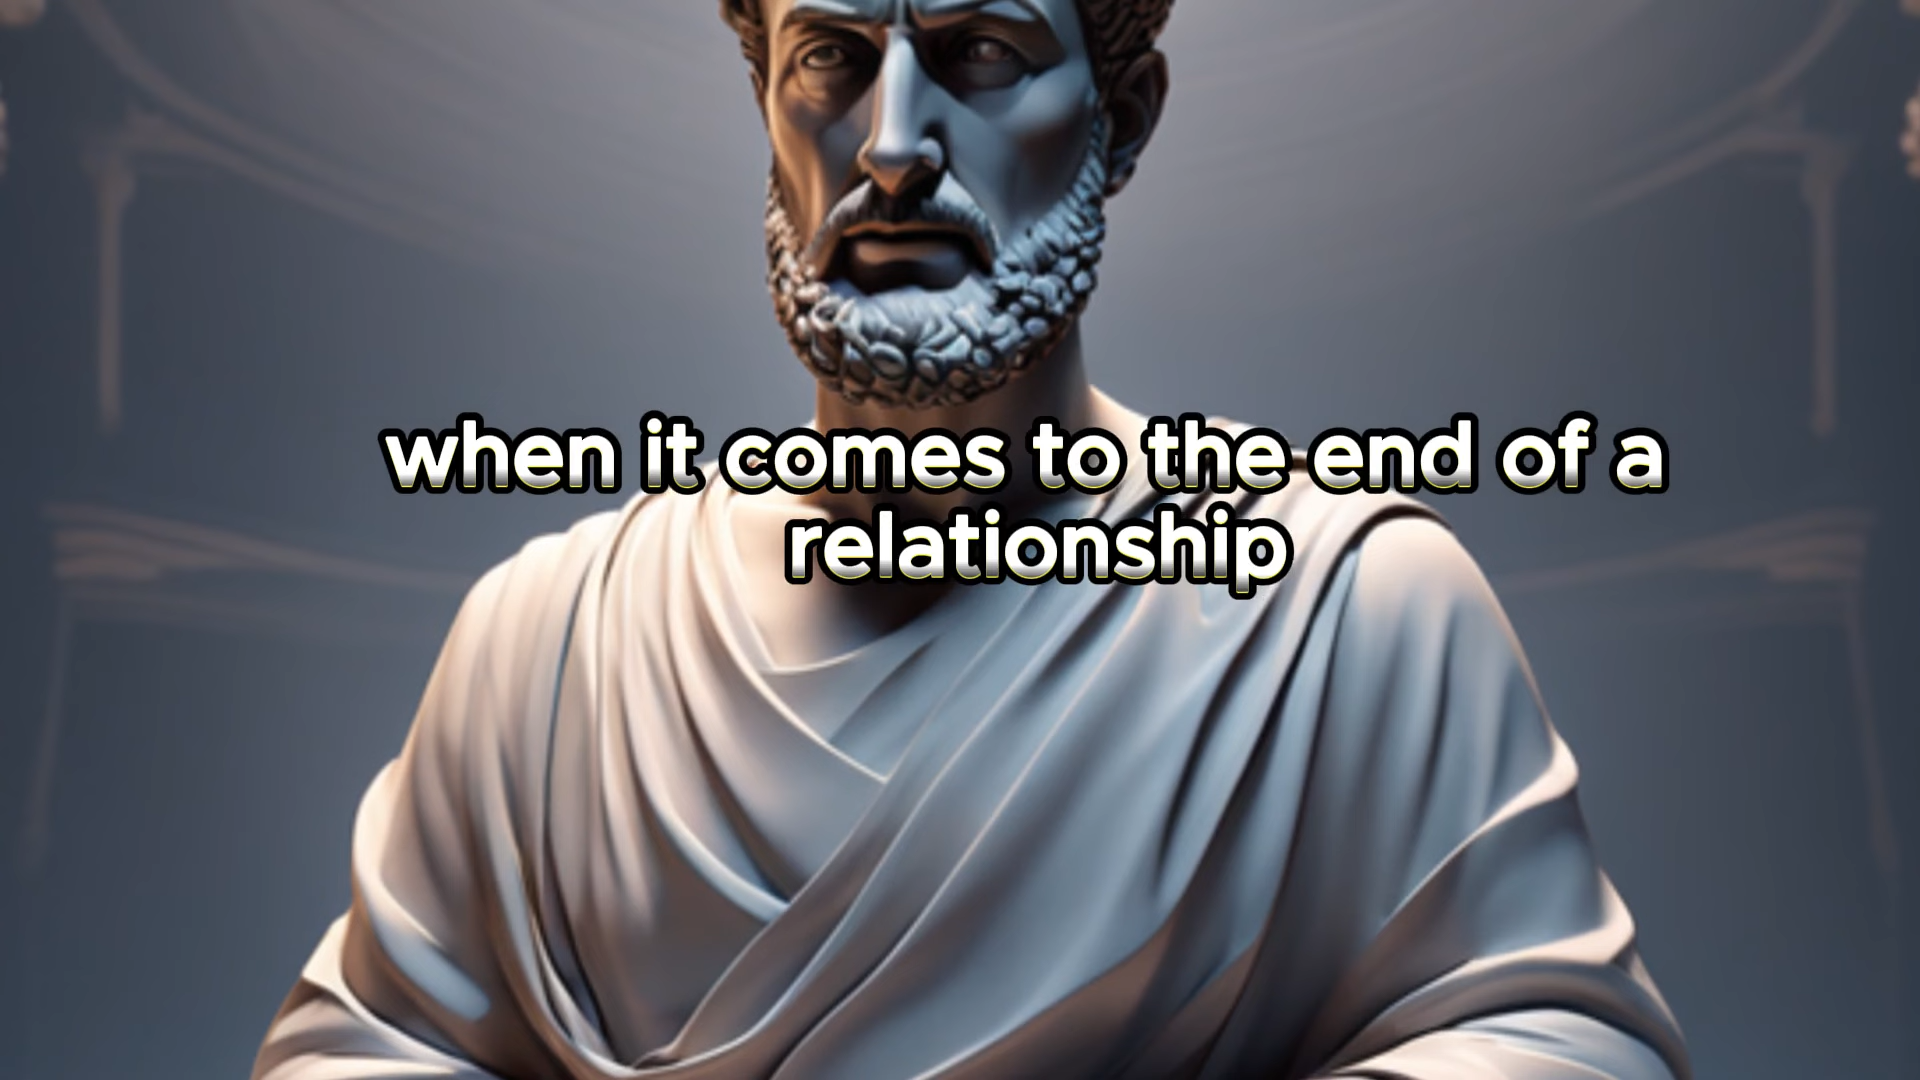 when it comes to the end of a
relationship